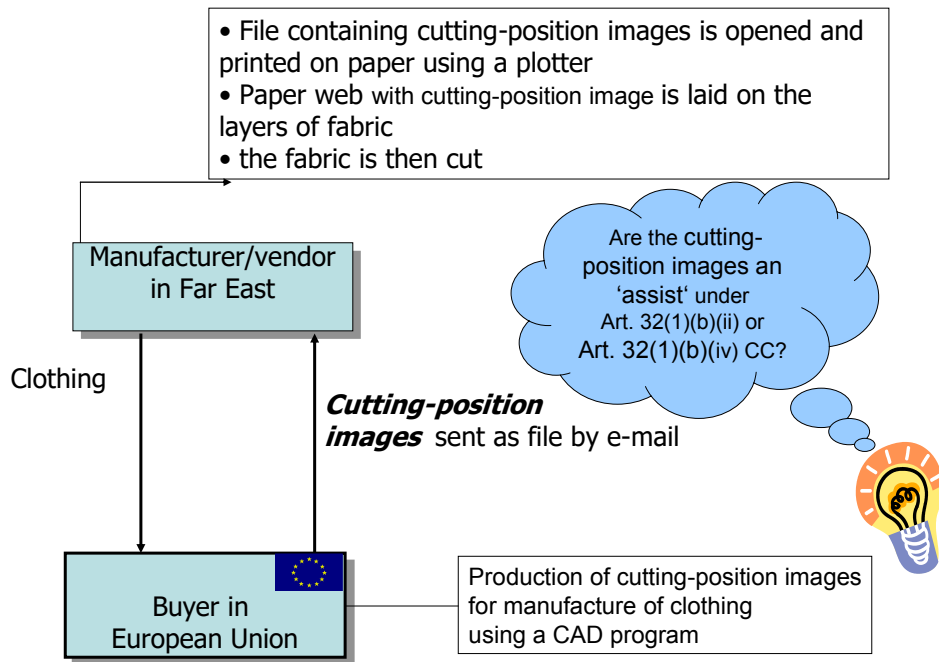 • File containing cutting-position images is opened and
printed on paper using a plotter
• Paper web with cutting-position image is laid on the
layers of fabric
• the fabric is then cut
Manufacturer/vendor
in Far East
Are the cutting-
position images an
‘assist‘ under
Art. 32(1)(b)(ii) or
Art. 32(1)(b)(iv) CC?
Clothing
Cutting-position
images sent as file by e-mail
Buyer in
European Union
Production of cutting-position images
for manufacture of clothing
using a CAD program